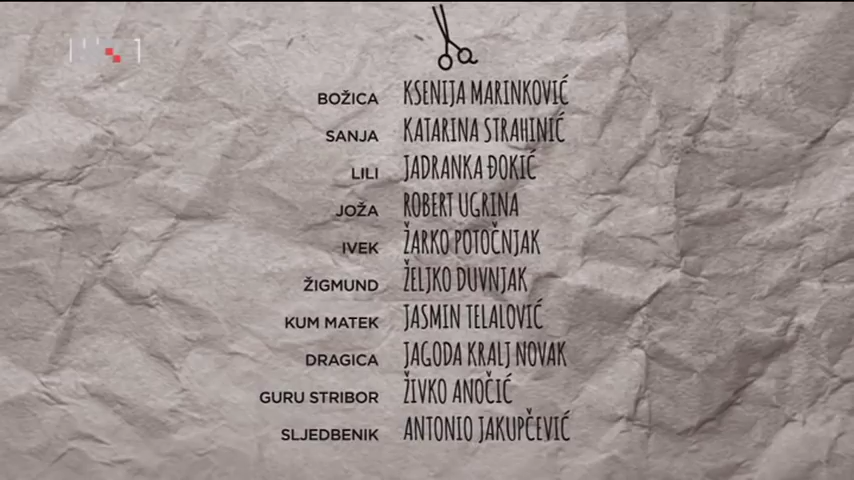 BOŽICA KSENIJA MARINKOVIĆ
SANJA KATARINA STRAHINIĆ
LILI JADRANKA ĐOKIĆ
JOŽA ROBERT UGRINA
IVEK ŽARKO POTOČNJAK
ŽIGMUND ŽELJKO DUVNJAK
KUM MATEK JASMIN TELALOVIĆ
DRAGICA JAGODA KRALJ NOVAK
GURU STRIBOR ŽIVKO ANOČIĆ
SLJEDBENIK ANTONIO JAKUPČEVIĆ